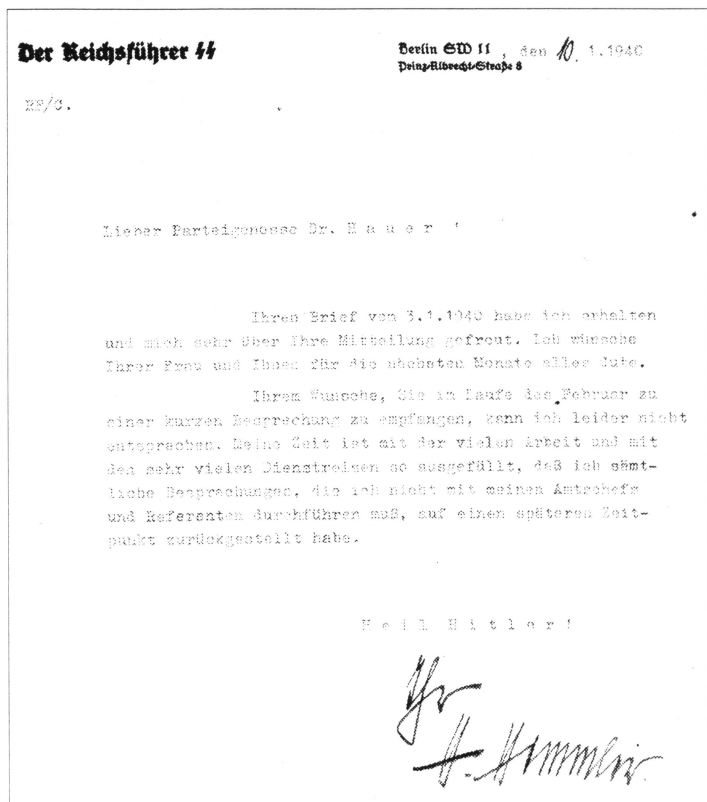 Der Reichsführer SS
Berlin SW 11, den 10. 1.1940
Prinz-Albrecht-Straße 8
RF/
Lieber Parteigenosse Dr. H a u e r !
Ihren Brief vom 3.1.1940 habe ich erhalten
und mich sehr über Ihre Mitteilung gefreut. Ich wünsche
Ihrer Frau und Ihnen für die nächsten Monate alles Gute.
Ihrem Wunsche, Sie im Laufe des Februar zu
einer kurzen Besprechung zu empfangen, kann ich leider nicht
entsprechen. Meine Zeit ist mit der vielen Arbeit und mit
den sehr vielen Dienstreisen so ausgefüllt, daß ich sämt-
liche Besprechungen, die ich nicht mit meinen Amtschefs
und Referenten durchführen muß, auf einen späteren Zeit-
punkt zurückgestellt habe.
H e i l H i t l e r !
Ihr
H. Himmler.